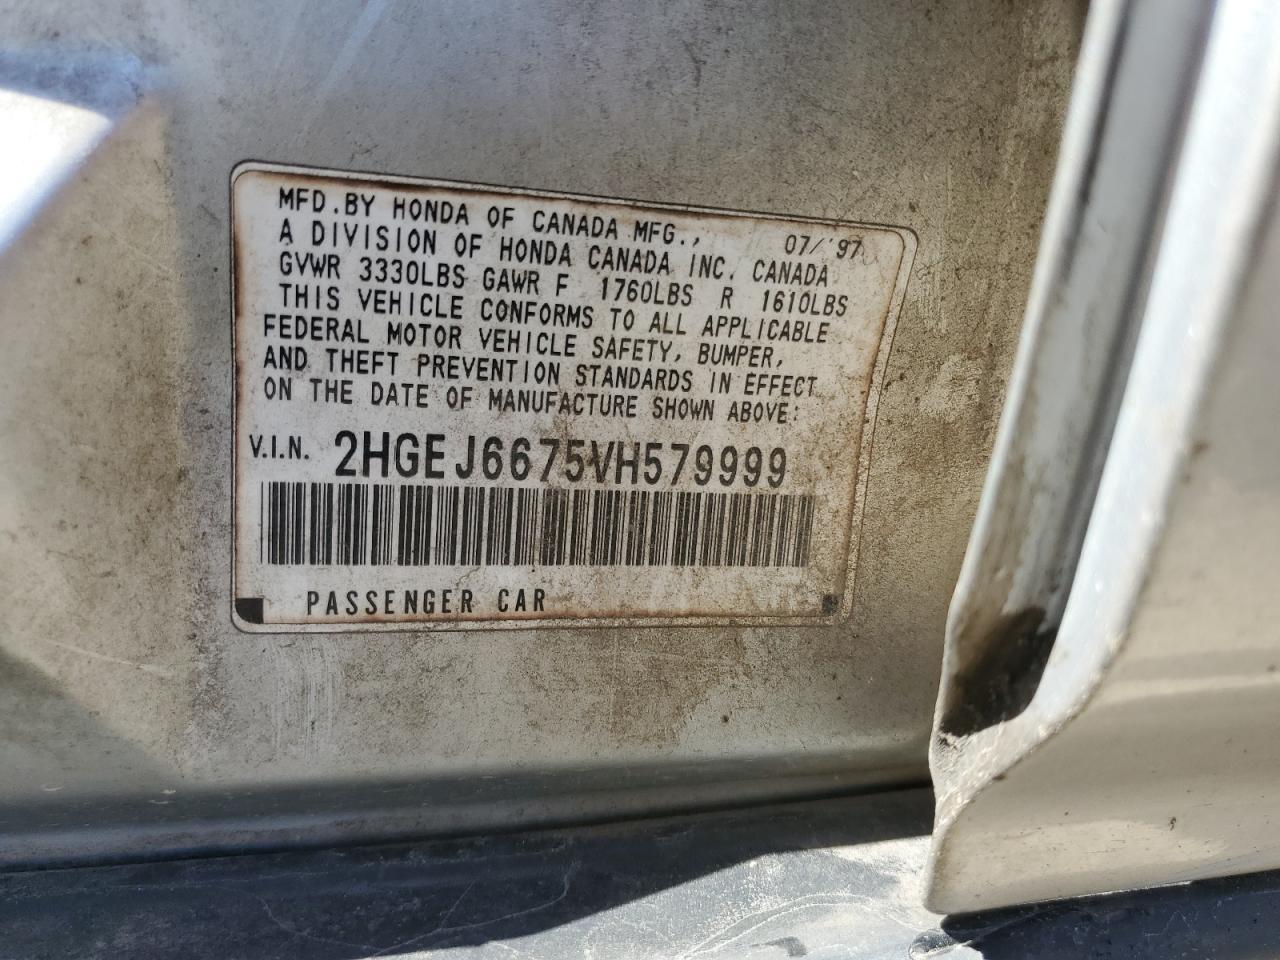 MFD.BY HONDA OF CANADA MFG., 07/'97
A DIVISION OF HONDA CANADA INC. CANADA
GVWR 3330LBS GAWR F 1760LBS R 1610LBS
THIS VEHICLE CONFORMS TO ALL APPLICABLE
FEDERAL MOTOR VEHICLE SAFETY, BUMPER,
AND THEFT PREVENTION STANDARDS IN EFFECT
ON THE DATE OF MANUFACTURE SHOWN ABOVE:
V.I.N. 2HGEJ6675VH579999
PASSENGER CAR